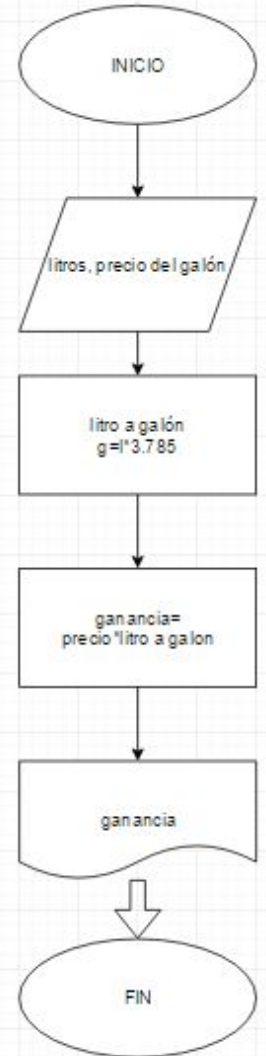 INICIO
litros, precio del galón
litro a galón
g=l*3.785
ganancia=
precio*litro a galon
ganancia
FIN